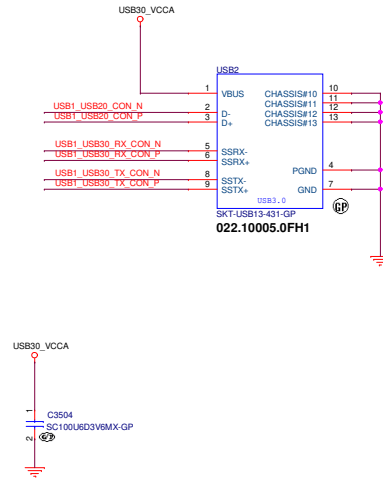 USB30_VCCA
USB2
1 VBUS CHASSIS#10 10
CHASSIS#11 11
USB1_USB20_CON_N 2 D- CHASSIS#12 12
USB1_USB20_CON_P 3 D+ CHASSIS#13 13
USB1_USB30_RX_CON_N 5 SSRX-
USB1_USB30_RX_CON_P 6 SSRX+
PGND 4
USB1_USB30_TX_CON_N 8 SSTX-
USB1_USB30_TX_CON_P 9 SSTX+ GND 7
USB3.0
GP
SKT-USB13-431-GP
022.10005.0FH1
USB30_VCCA
1
C3504
SC100U6D3V6MX-GP
2 GP